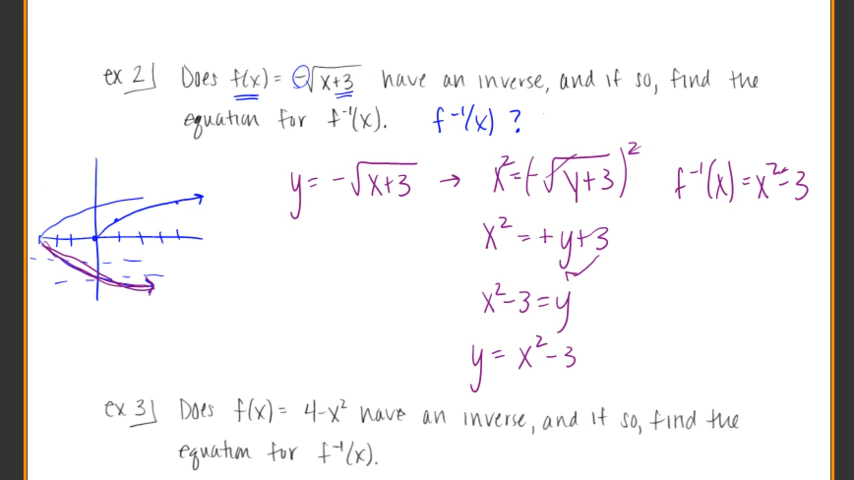 ex 2] Does f(x) = -√x+3 have an inverse, and if so, find the
equation for f⁻¹(x). f⁻¹(x) ?
y = -√x+3 → x² = (-√y+3)² f⁻¹(x) = x² - 3
x² = + y+3
x² - 3 = y
y = x² - 3
ex 3] Does f(x) = 4-x² have an inverse, and if so, find the
equation for f⁻¹(x).